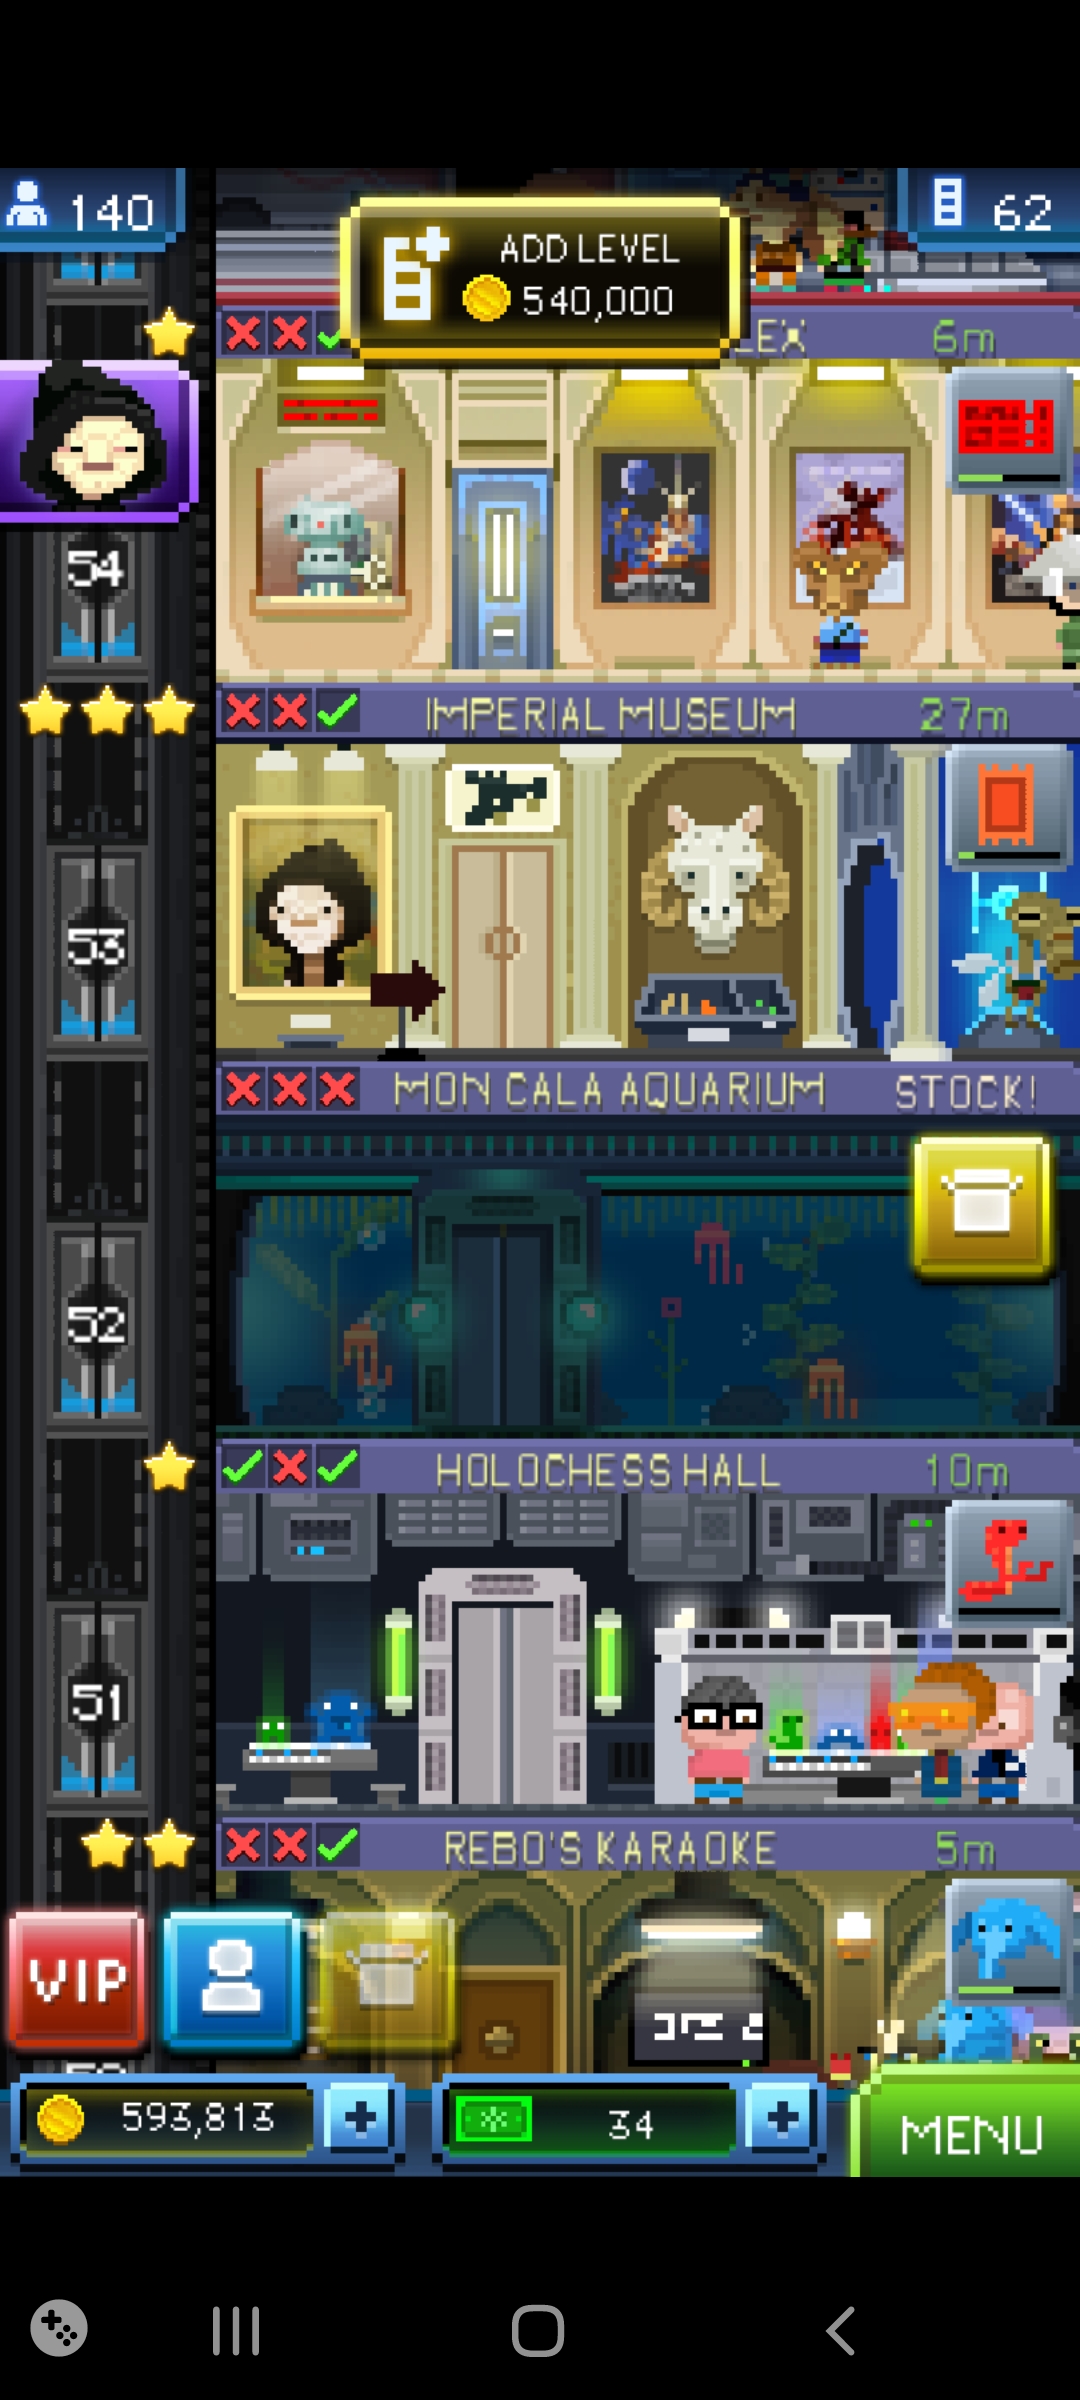 140
ADD LEVEL
540,000
62
LEX
6m
54
IMPERIAL MUSEUM
27m
53
MON CALA AQUARIUM
STOCK!
52
HOLOCHESS HALL
10m
51
REBO'S KARAOKE
5m
VIP
593,813
34
MENU